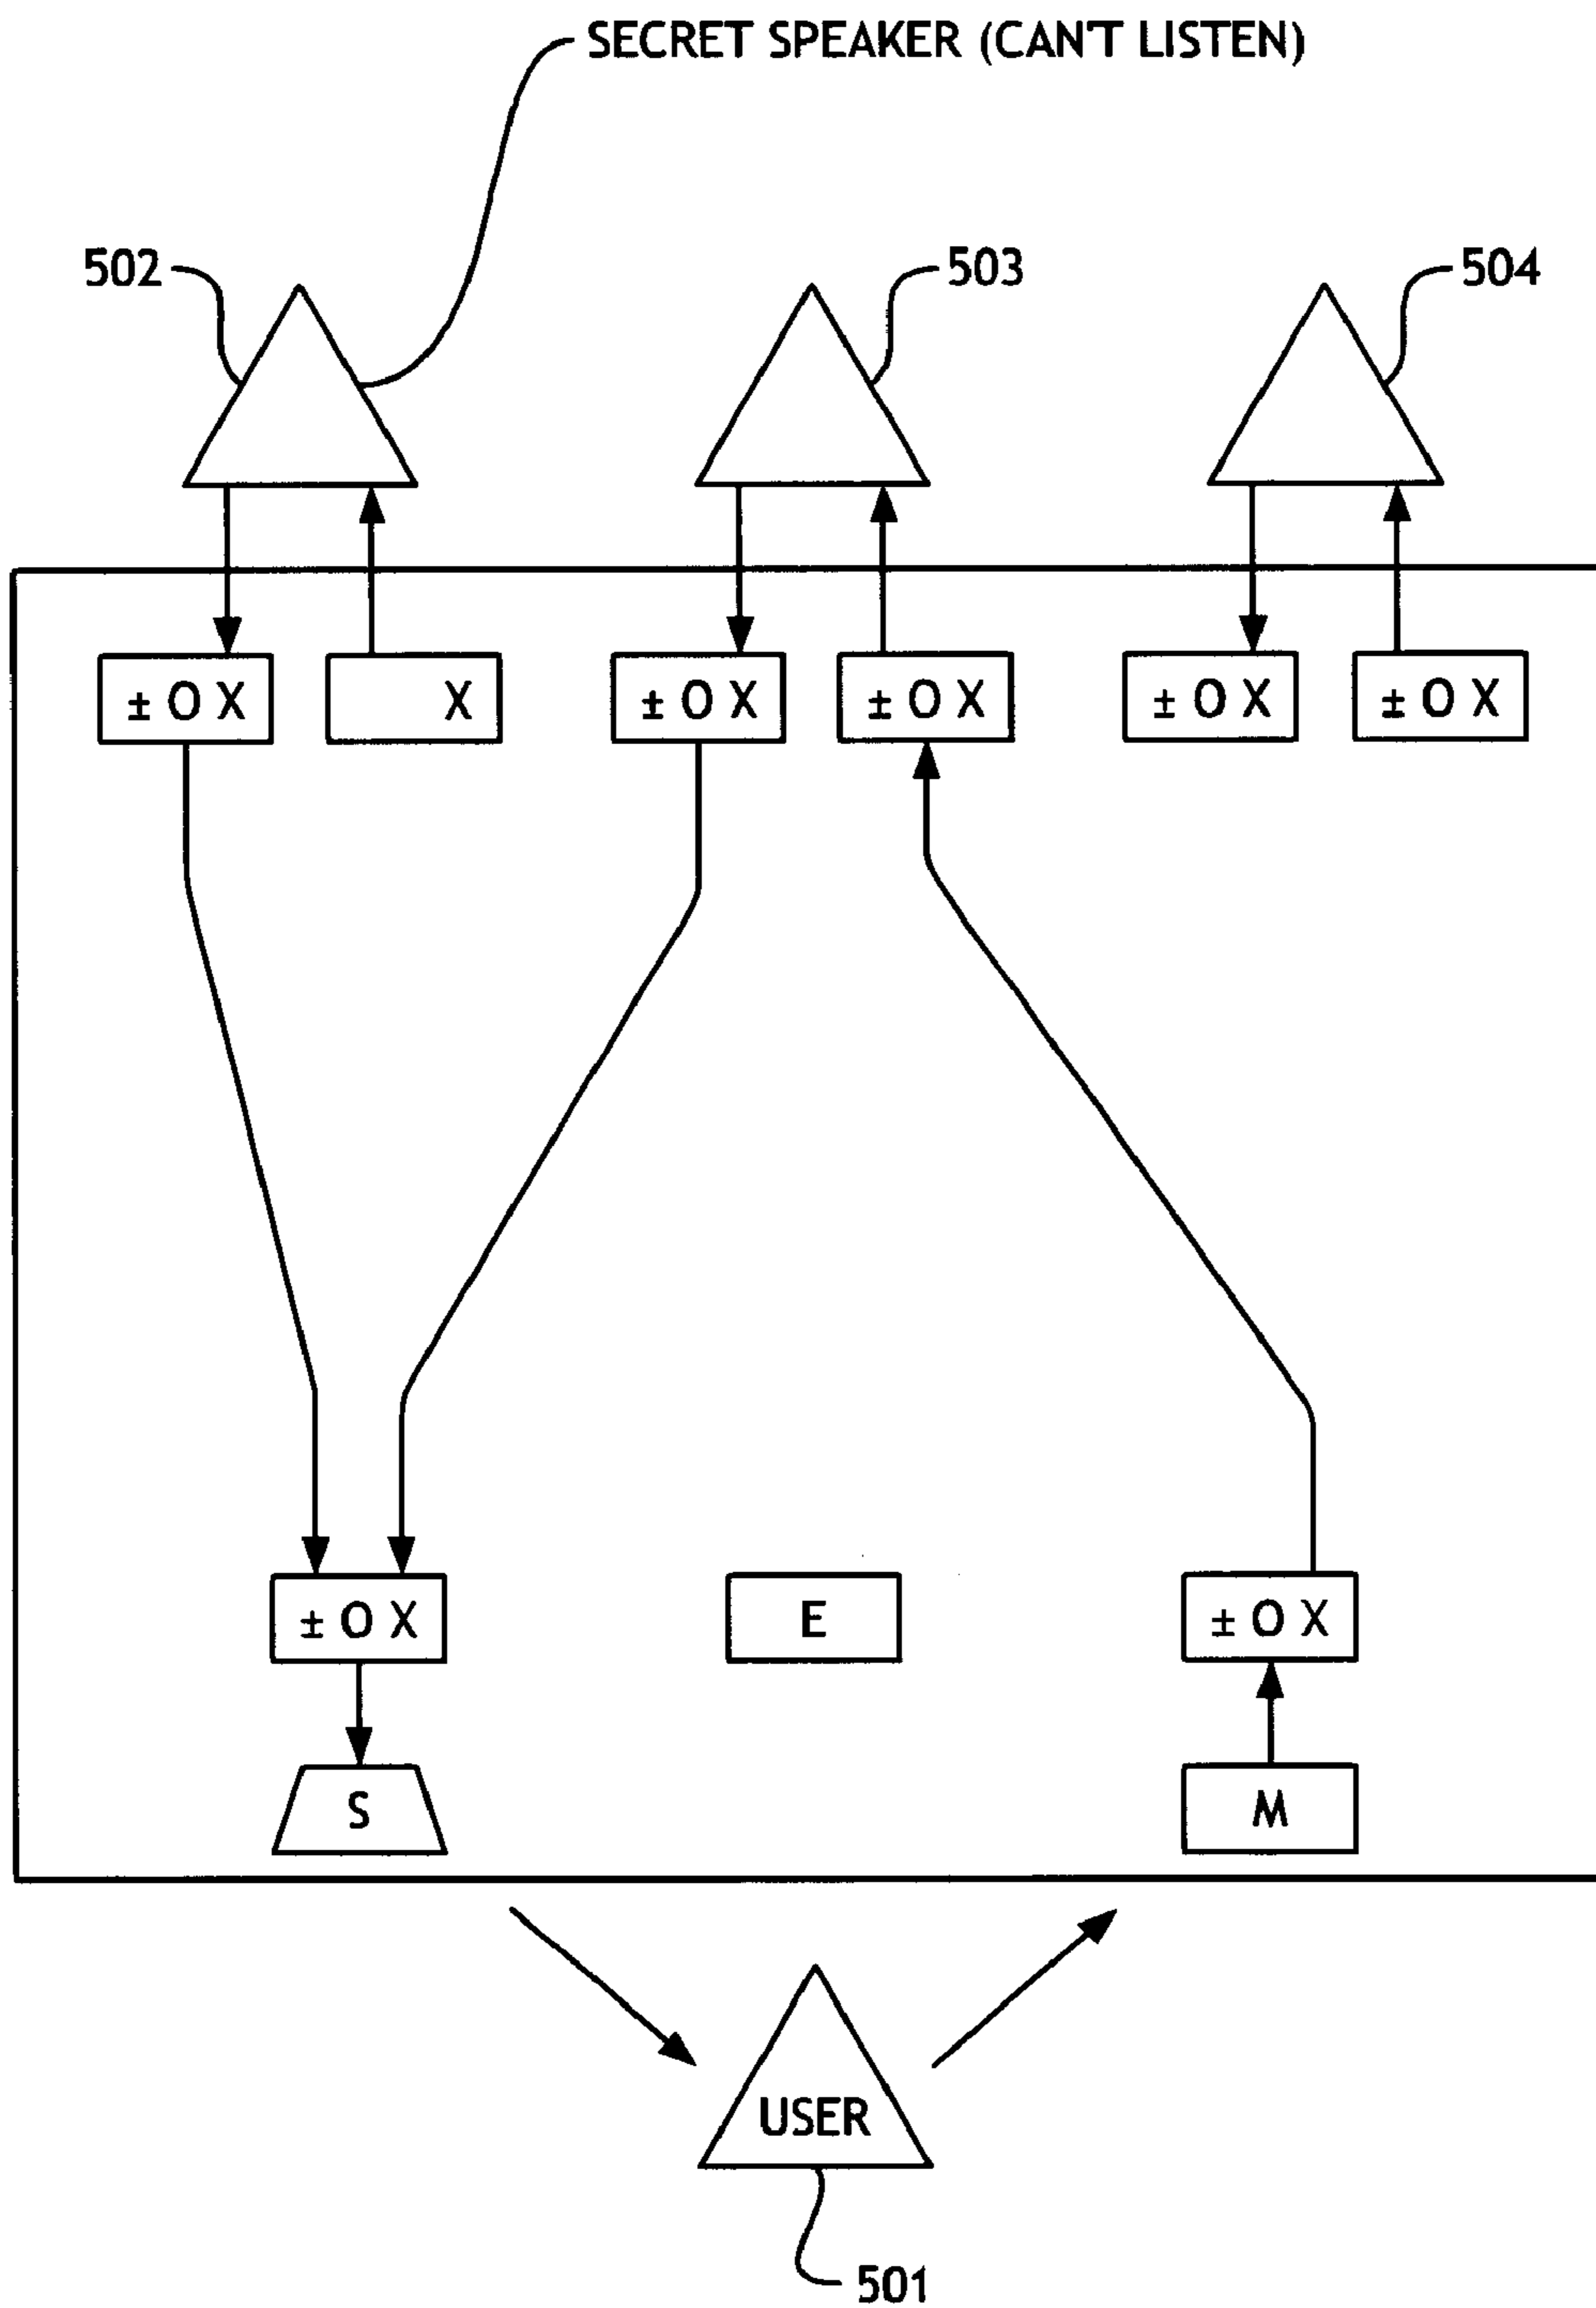 SECRET SPEAKER (CAN'T LISTEN)
502
503
504
± O X
X
± O X
± O X
± O X
± O X
± O X
E
± O X
S
M
USER
501